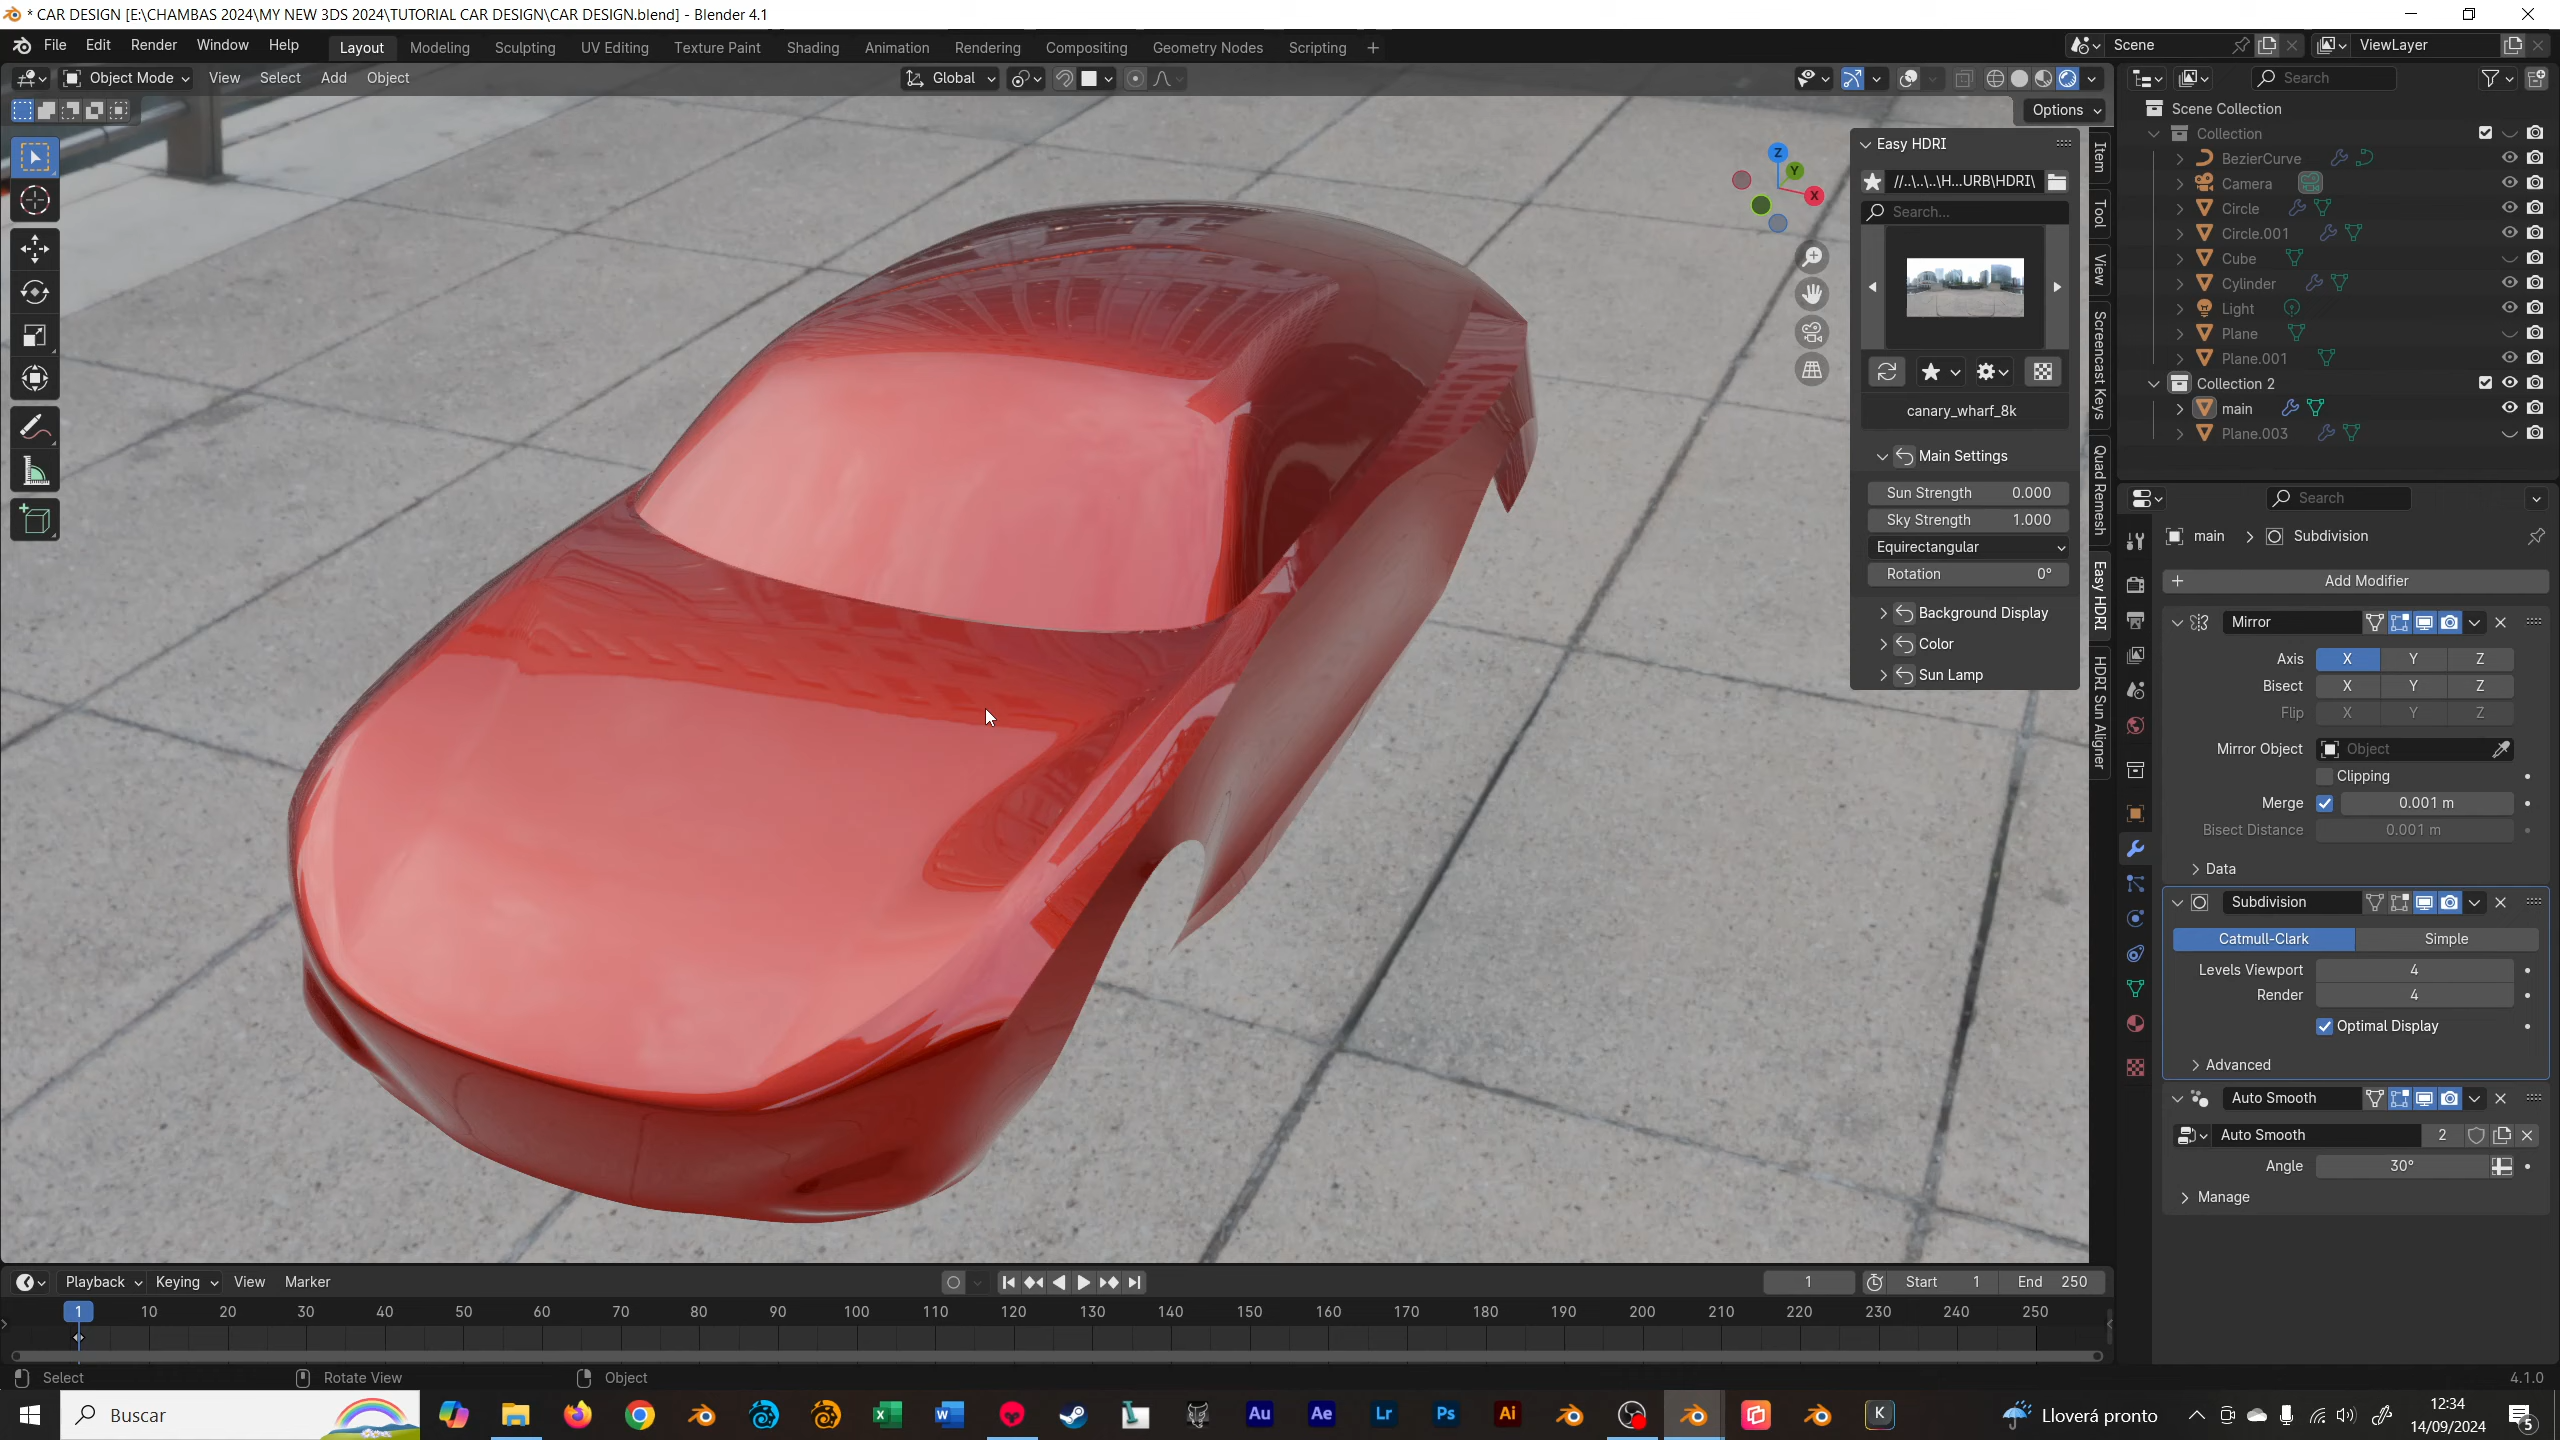 * CAR DESIGN [E:\CHAMBAS 2024\MY NEW 3DS 2024\TUTORIAL CAR DESIGN\CAR DESIGN.blend] - Blender 4.1
File Edit Render Window Help Layout Modeling Sculpting UV Editing Texture Paint Shading Animation Rendering Compositing Geometry Nodes Scripting + Scene ViewLayer
Object Mode View Select Add Object Global Search
Options
Scene Collection
Collection
BezierCurve
Camera
Circle
Circle.001
Cube
Cylinder
Light
Plane
Plane.001
Collection 2
main
Plane.003
Z
Y
X
Easy HDRI
//..\..\..\H...URB\HDRI\
Search...
canary_wharf_8k
Main Settings
Sun Strength 0.000
Sky Strength 1.000
Equirectangular
Rotation 0°
Background Display
Color
Sun Lamp
Item
Tool
View
Screencast Keys
Quad Remesh
Easy HDRI
HDRI Sun Aligner
Search
main > Subdivision
+ Add Modifier
Mirror
Axis X Y Z
Bisect X Y Z
Flip X Y Z
Mirror Object Object
Clipping
Merge 0.001 m
Bisect Distance 0.001 m
Data
Subdivision
Catmull-Clark Simple
Levels Viewport 4
Render 4
Optimal Display
Advanced
Auto Smooth
Auto Smooth 2
Angle 30°
Manage
Playback Keying View Marker 1 Start 1 End 250
1 10 20 30 40 50 60 70 80 90 100 110 120 130 140 150 160 170 180 190 200 210 220 230 240 250
Select Rotate View Object 4.1.0
Buscar Au Ae Lr Ps Ai K Lloverá pronto
12:34
14/09/2024
5